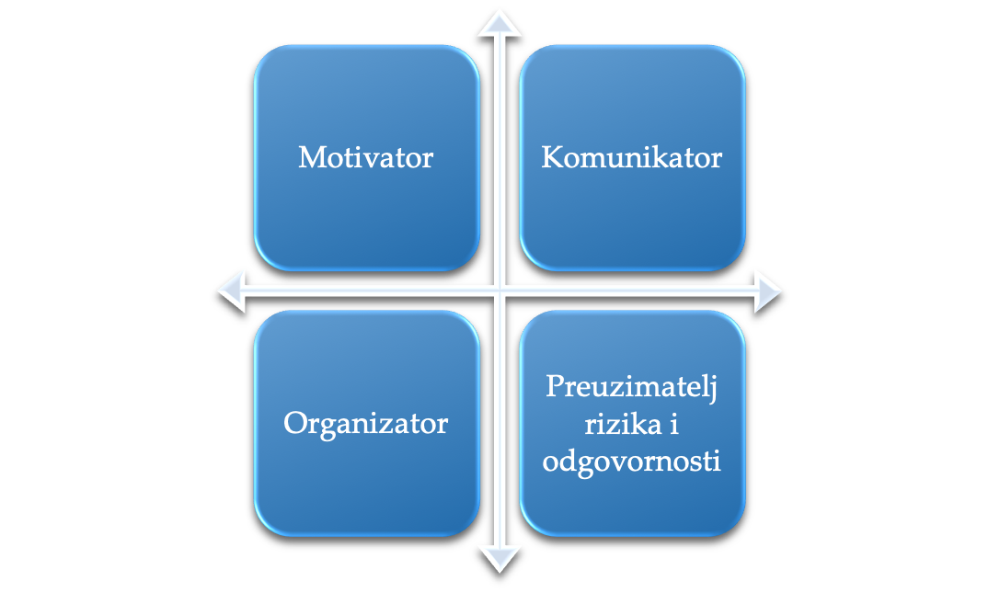 Motivator
Komunikator
Organizator
Preuzimatelj
rizika i
odgovornosti